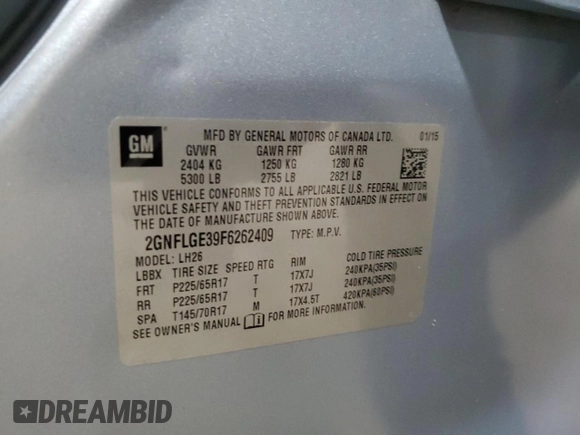 GM
MFD BY GENERAL MOTORS OF CANADA LTD. 01/15
GVWR GAWR FRT GAWR RR
2404 KG 1250 KG 1280 KG
5300 LB 2755 LB 2821 LB
THIS VEHICLE CONFORMS TO ALL APPLICABLE U.S. FEDERAL MOTOR
VEHICLE SAFETY AND THEFT PREVENTION STANDARDS IN EFFECT ON
THE DATE OF MANUFACTURE SHOWN ABOVE.
2GNFLGE39F6262409 TYPE: M.P.V.
MODEL: LH26
LBBX TIRE SIZE SPEED RTG RIM COLD TIRE PRESSURE
FRT P225/65R17 T 17X7J 240KPA(35PSI)
RR P225/65R17 T 17X7J 240KPA(35PSI)
SPA T145/70R17 M 17X4.5T 420KPA(60PSI)
SEE OWNER'S MANUAL FOR MORE INFORMATION.
DREAMBID